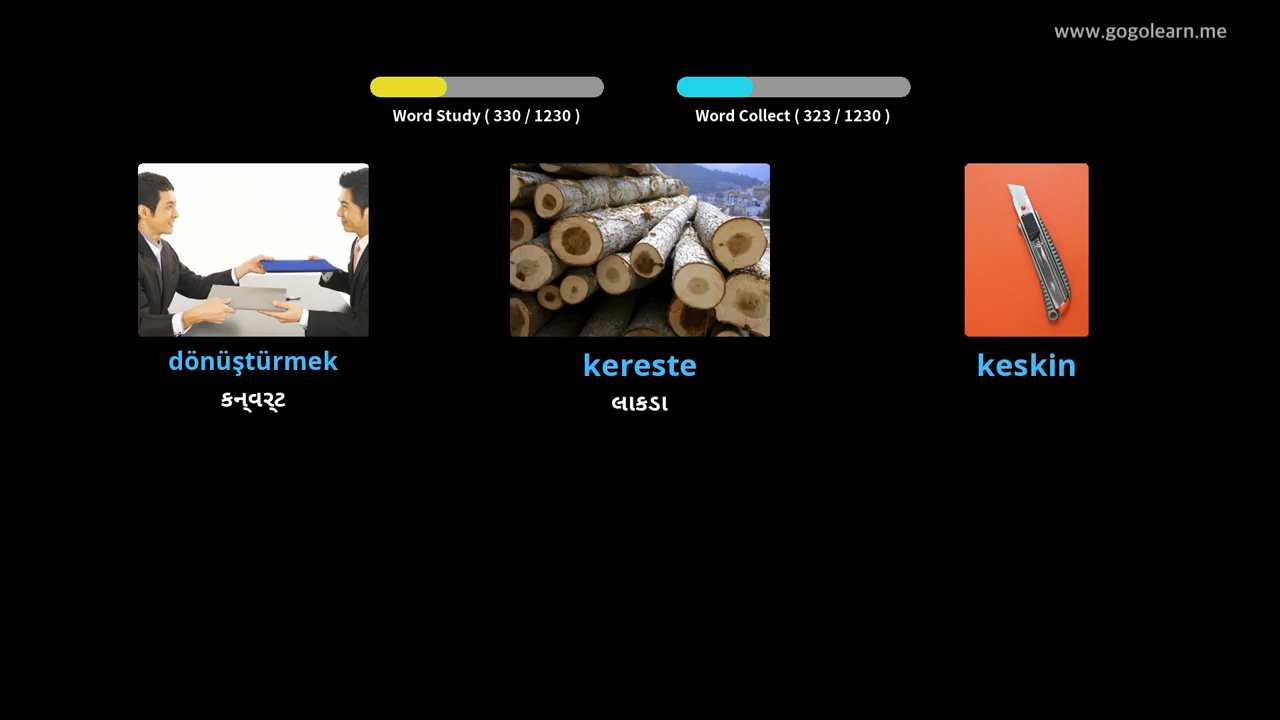 www.gogolearn.me
Word Study ( 330 / 1230 )
Word Collect ( 323 / 1230 )
dönüştürmek
કન્વર્ટ
kereste
લાકડા
keskin